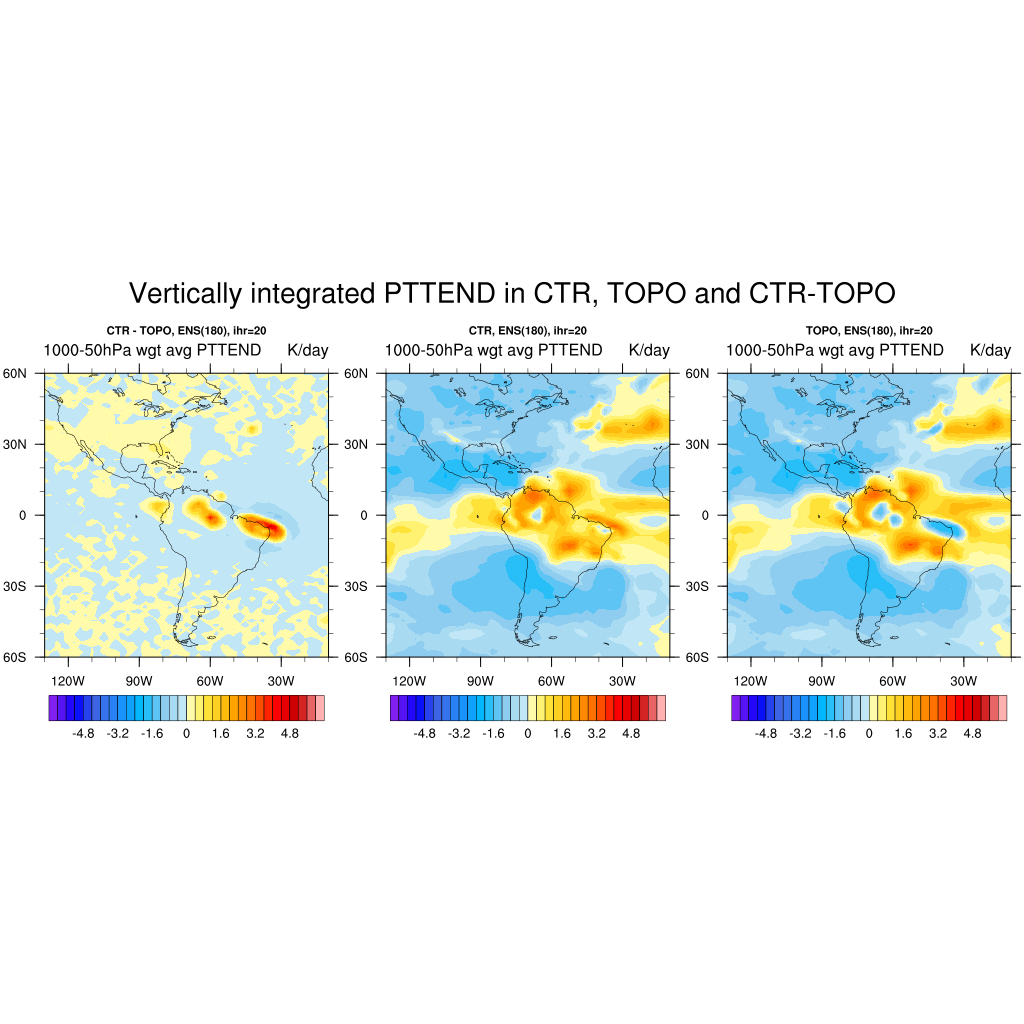 Vertically integrated PTTEND in CTR, TOPO and CTR-TOPO
CTR - TOPO, ENS(180), ihr=20
1000-50hPa wgt avg PTTEND K/day
60N
30N
0
30S
60S
120W 90W 60W 30W
-4.8 -3.2 -1.6 0 1.6 3.2 4.8
CTR, ENS(180), ihr=20
1000-50hPa wgt avg PTTEND K/day
60N
30N
0
30S
60S
120W 90W 60W 30W
-4.8 -3.2 -1.6 0 1.6 3.2 4.8
TOPO, ENS(180), ihr=20
1000-50hPa wgt avg PTTEND K/day
60N
30N
0
30S
60S
120W 90W 60W 30W
-4.8 -3.2 -1.6 0 1.6 3.2 4.8